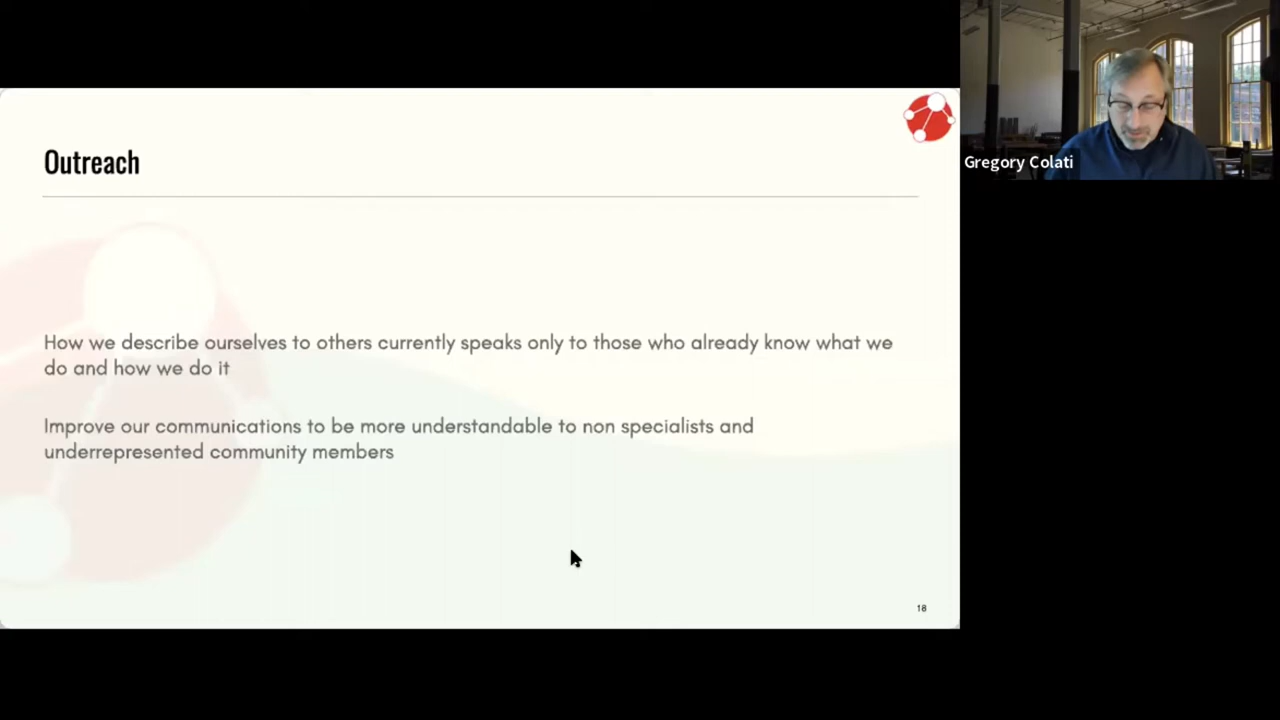 Outreach
Gregory Colati
How we describe ourselves to others currently speaks only to those who already know what we
do and how we do it
Improve our communications to be more understandable to non specialists and
underrepresented community members
18